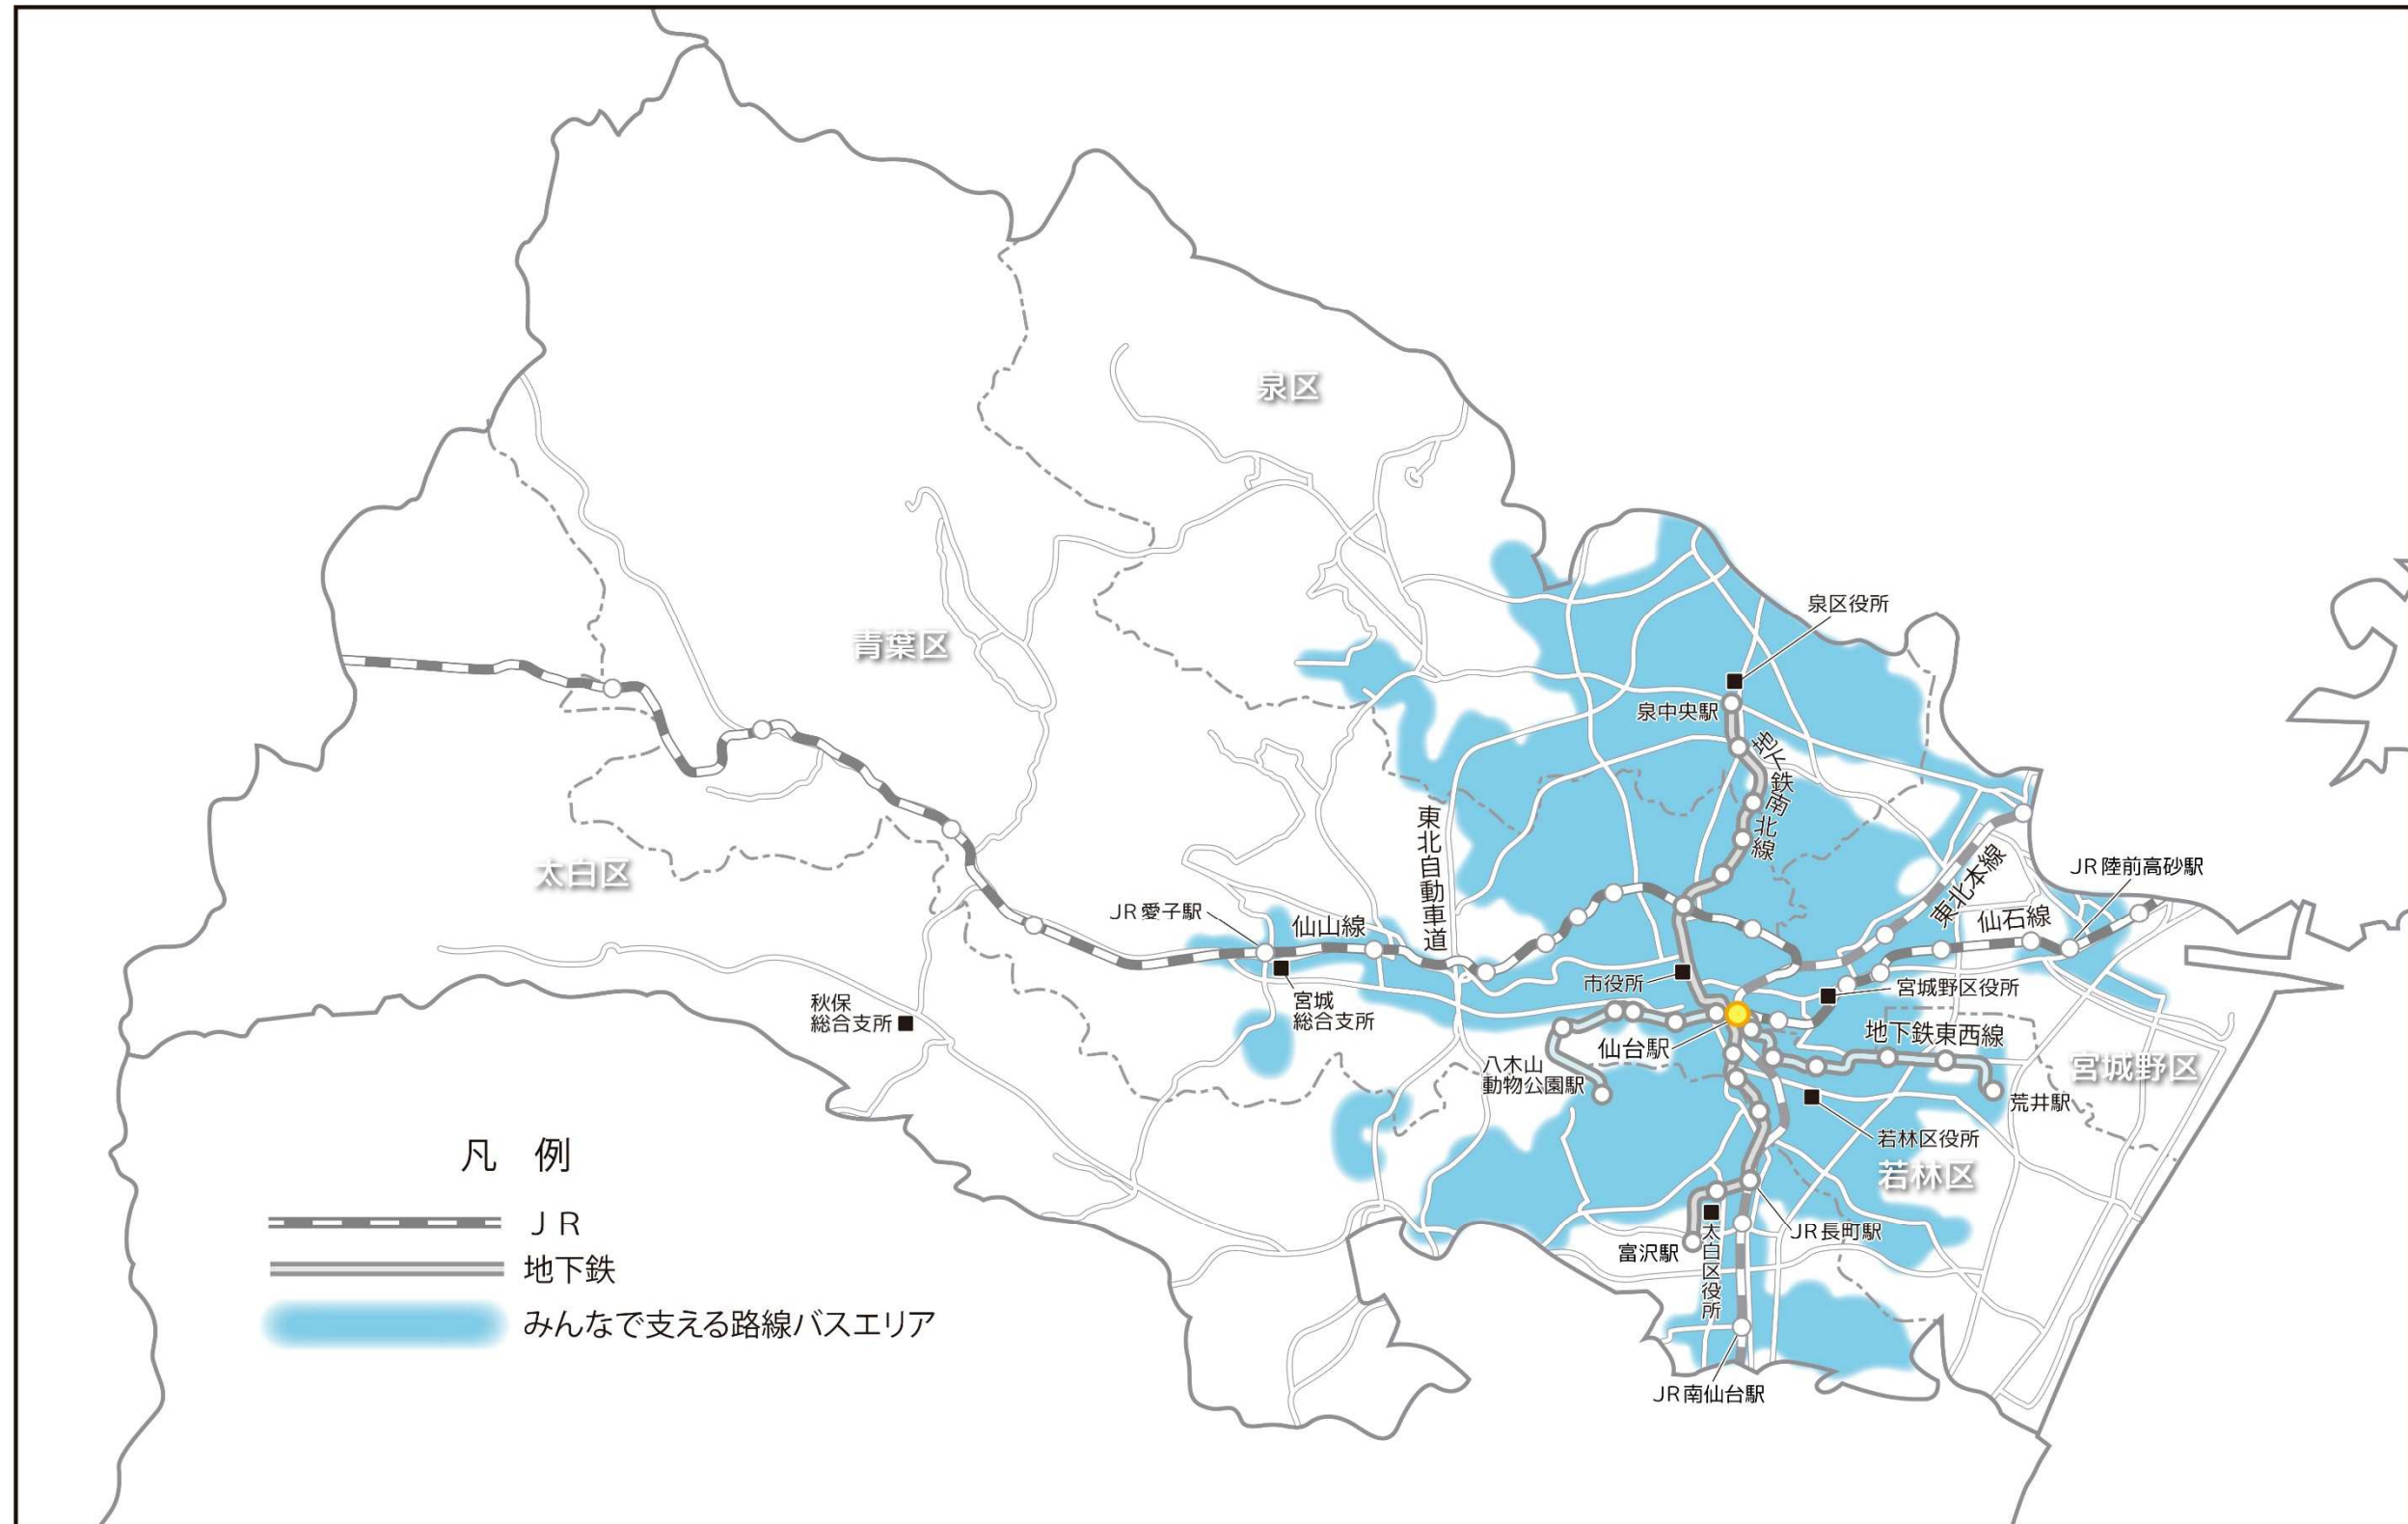 泉区
泉区役所
青葉区
泉中央駅
地下鉄南北線
東北自動車道
太白区
東北本線
JR陸前高砂駅
JR愛子駅
仙山線
仙石線
市役所
宮城野区役所
秋保
総合支所
宮城
総合支所
地下鉄東西線
仙台駅
八木山
動物公園駅
宮城野区
荒井駅
若林区役所
若林区
凡 例
JR
JR長町駅
富沢駅
太白区役所
地下鉄
みんなで支える路線バスエリア
JR南仙台駅